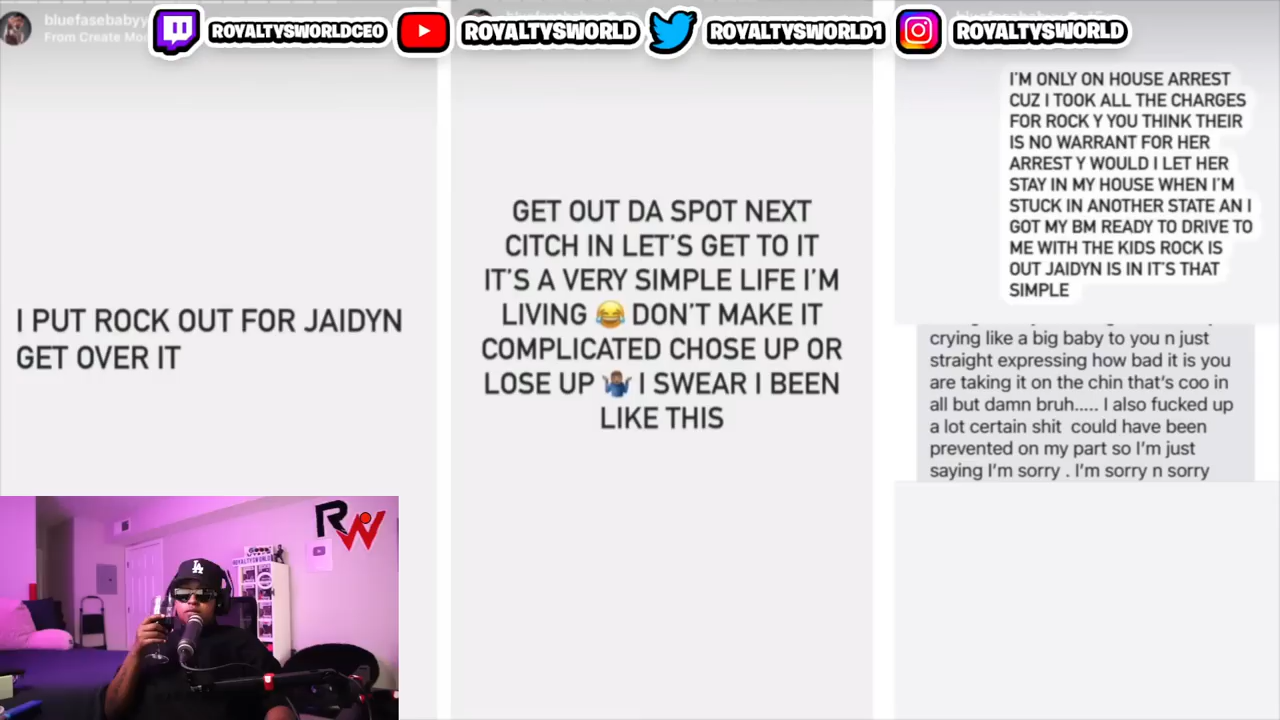 bluefasebabyy
From Create Mo
ROYALTYSWORLDCEO
ROYALTYSWORLD
ROYALTYSWORLD1
ROYALTYSWORLD
I PUT ROCK OUT FOR JAIDYN
GET OVER IT
GET OUT DA SPOT NEXT
CITCH IN LET'S GET TO IT
IT'S A VERY SIMPLE LIFE I'M
LIVING 😂 DON'T MAKE IT
COMPLICATED CHOSE UP OR
LOSE UP 🤷🏾‍♂️ I SWEAR I BEEN
LIKE THIS
I'M ONLY ON HOUSE ARREST
CUZ I TOOK ALL THE CHARGES
FOR ROCK Y YOU THINK THEIR
IS NO WARRANT FOR HER
ARREST Y WOULD I LET HER
STAY IN MY HOUSE WHEN I'M
STUCK IN ANOTHER STATE AN I
GOT MY BM READY TO DRIVE TO
ME WITH THE KIDS ROCK IS
OUT JAIDYN IS IN IT'S THAT
SIMPLE
crying like a big baby to you n just
straight expressing how bad it is you
are taking it on the chin that's coo in
all but damn bruh..... I also fucked up
a lot certain shit could have been
prevented on my part so I'm just
saying I'm sorry . I'm sorry n sorry
RW
ROYALTYSWORLD
LA